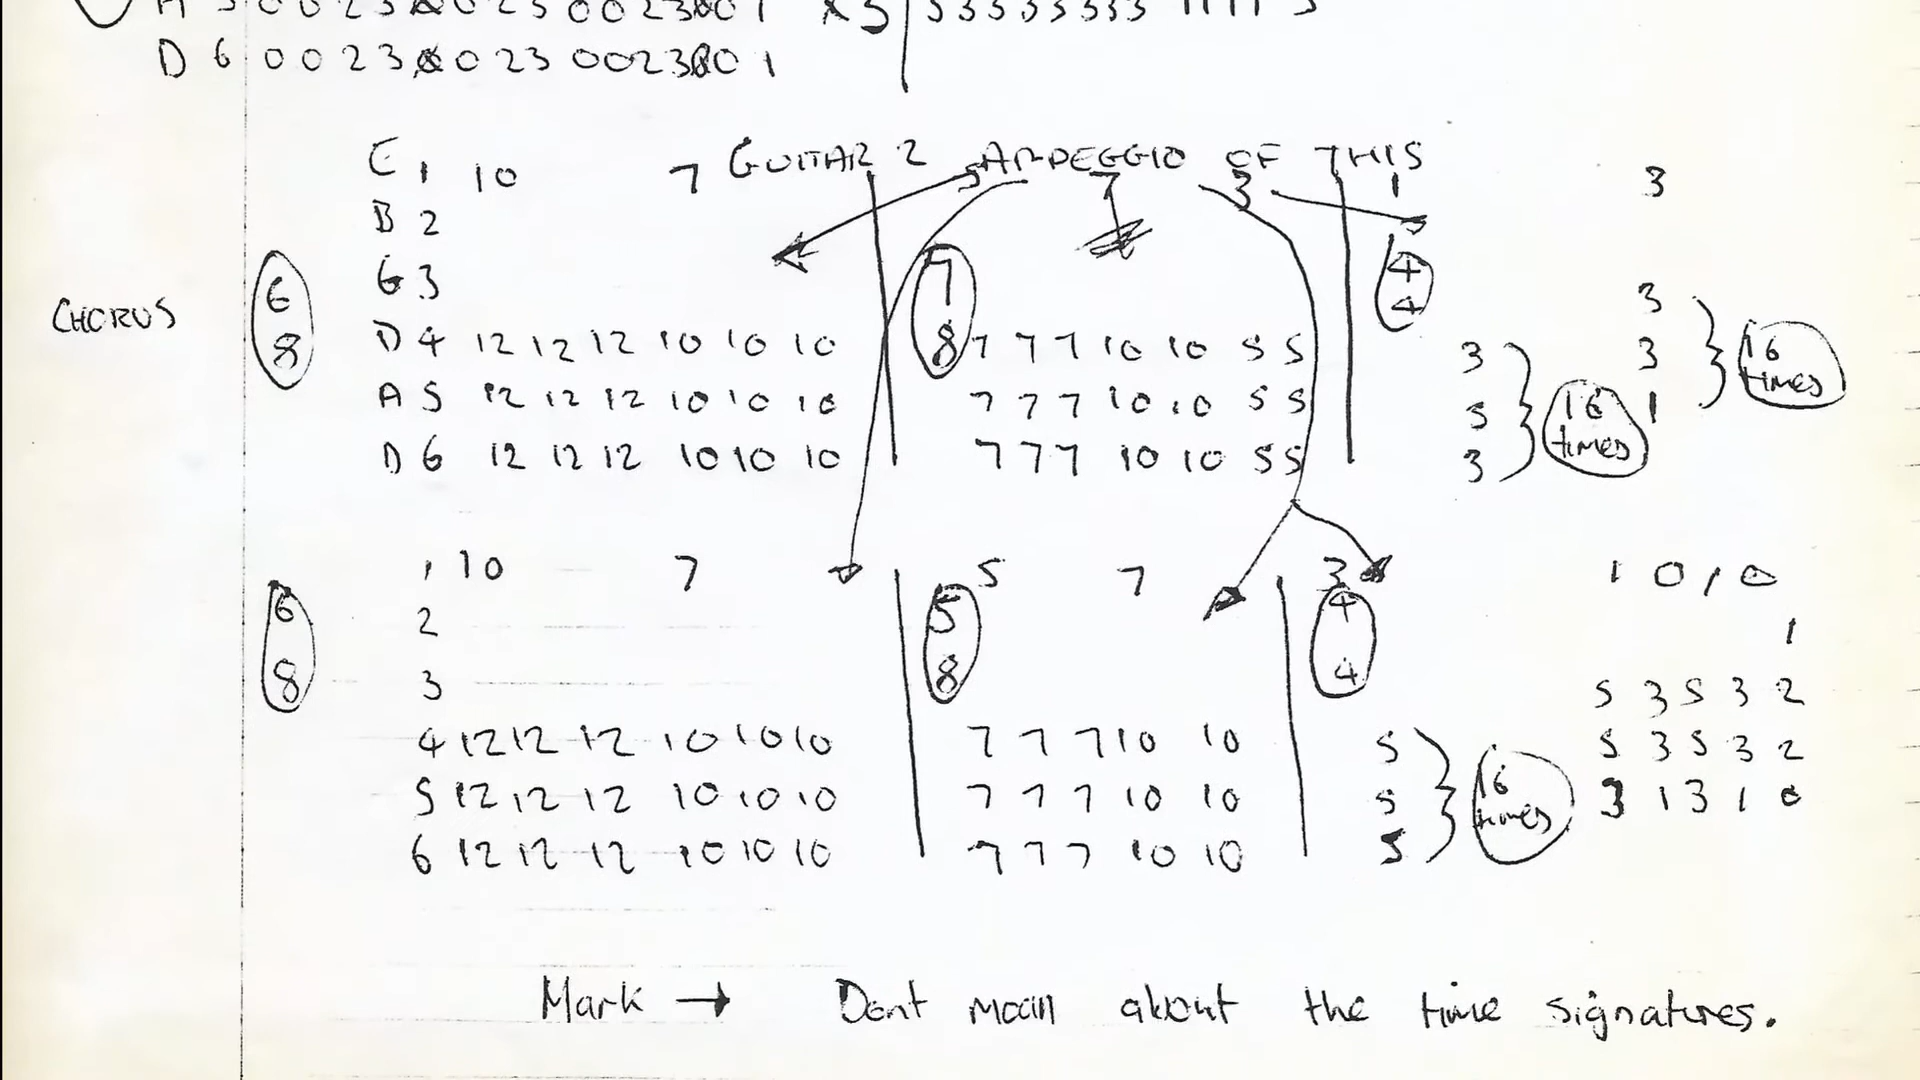 D 6 0 0 2 3 0 2 3 0 0 2 3 0 1
GUITAR 2 ARPEGGIO OF THIS
E 1 10 7 5 7 3 1 3
B 2
G 3 3
CHORUS 6 8 7 8 4 4
D 4 12 12 12 10 10 10 7 7 7 10 10 5 5 3 3 16 times
A 5 12 12 12 10 10 10 7 7 7 10 10 5 5 5 1 16 times
D 6 12 12 12 10 10 10 7 7 7 10 10 5 5 3
1 10 7 5 7 3 1 0 1 0
6 8 5 8 4 4
2 1
3 5 3 5 3 2
4 12 12 12 10 10 10 7 7 7 10 10 5 5 3 5 3 2
5 12 12 12 10 10 10 7 7 7 10 10 5 16 times 3 1 3 1 0
6 12 12 12 10 10 10 7 7 7 10 10 5
Mark → Dont moan about the time signatures.